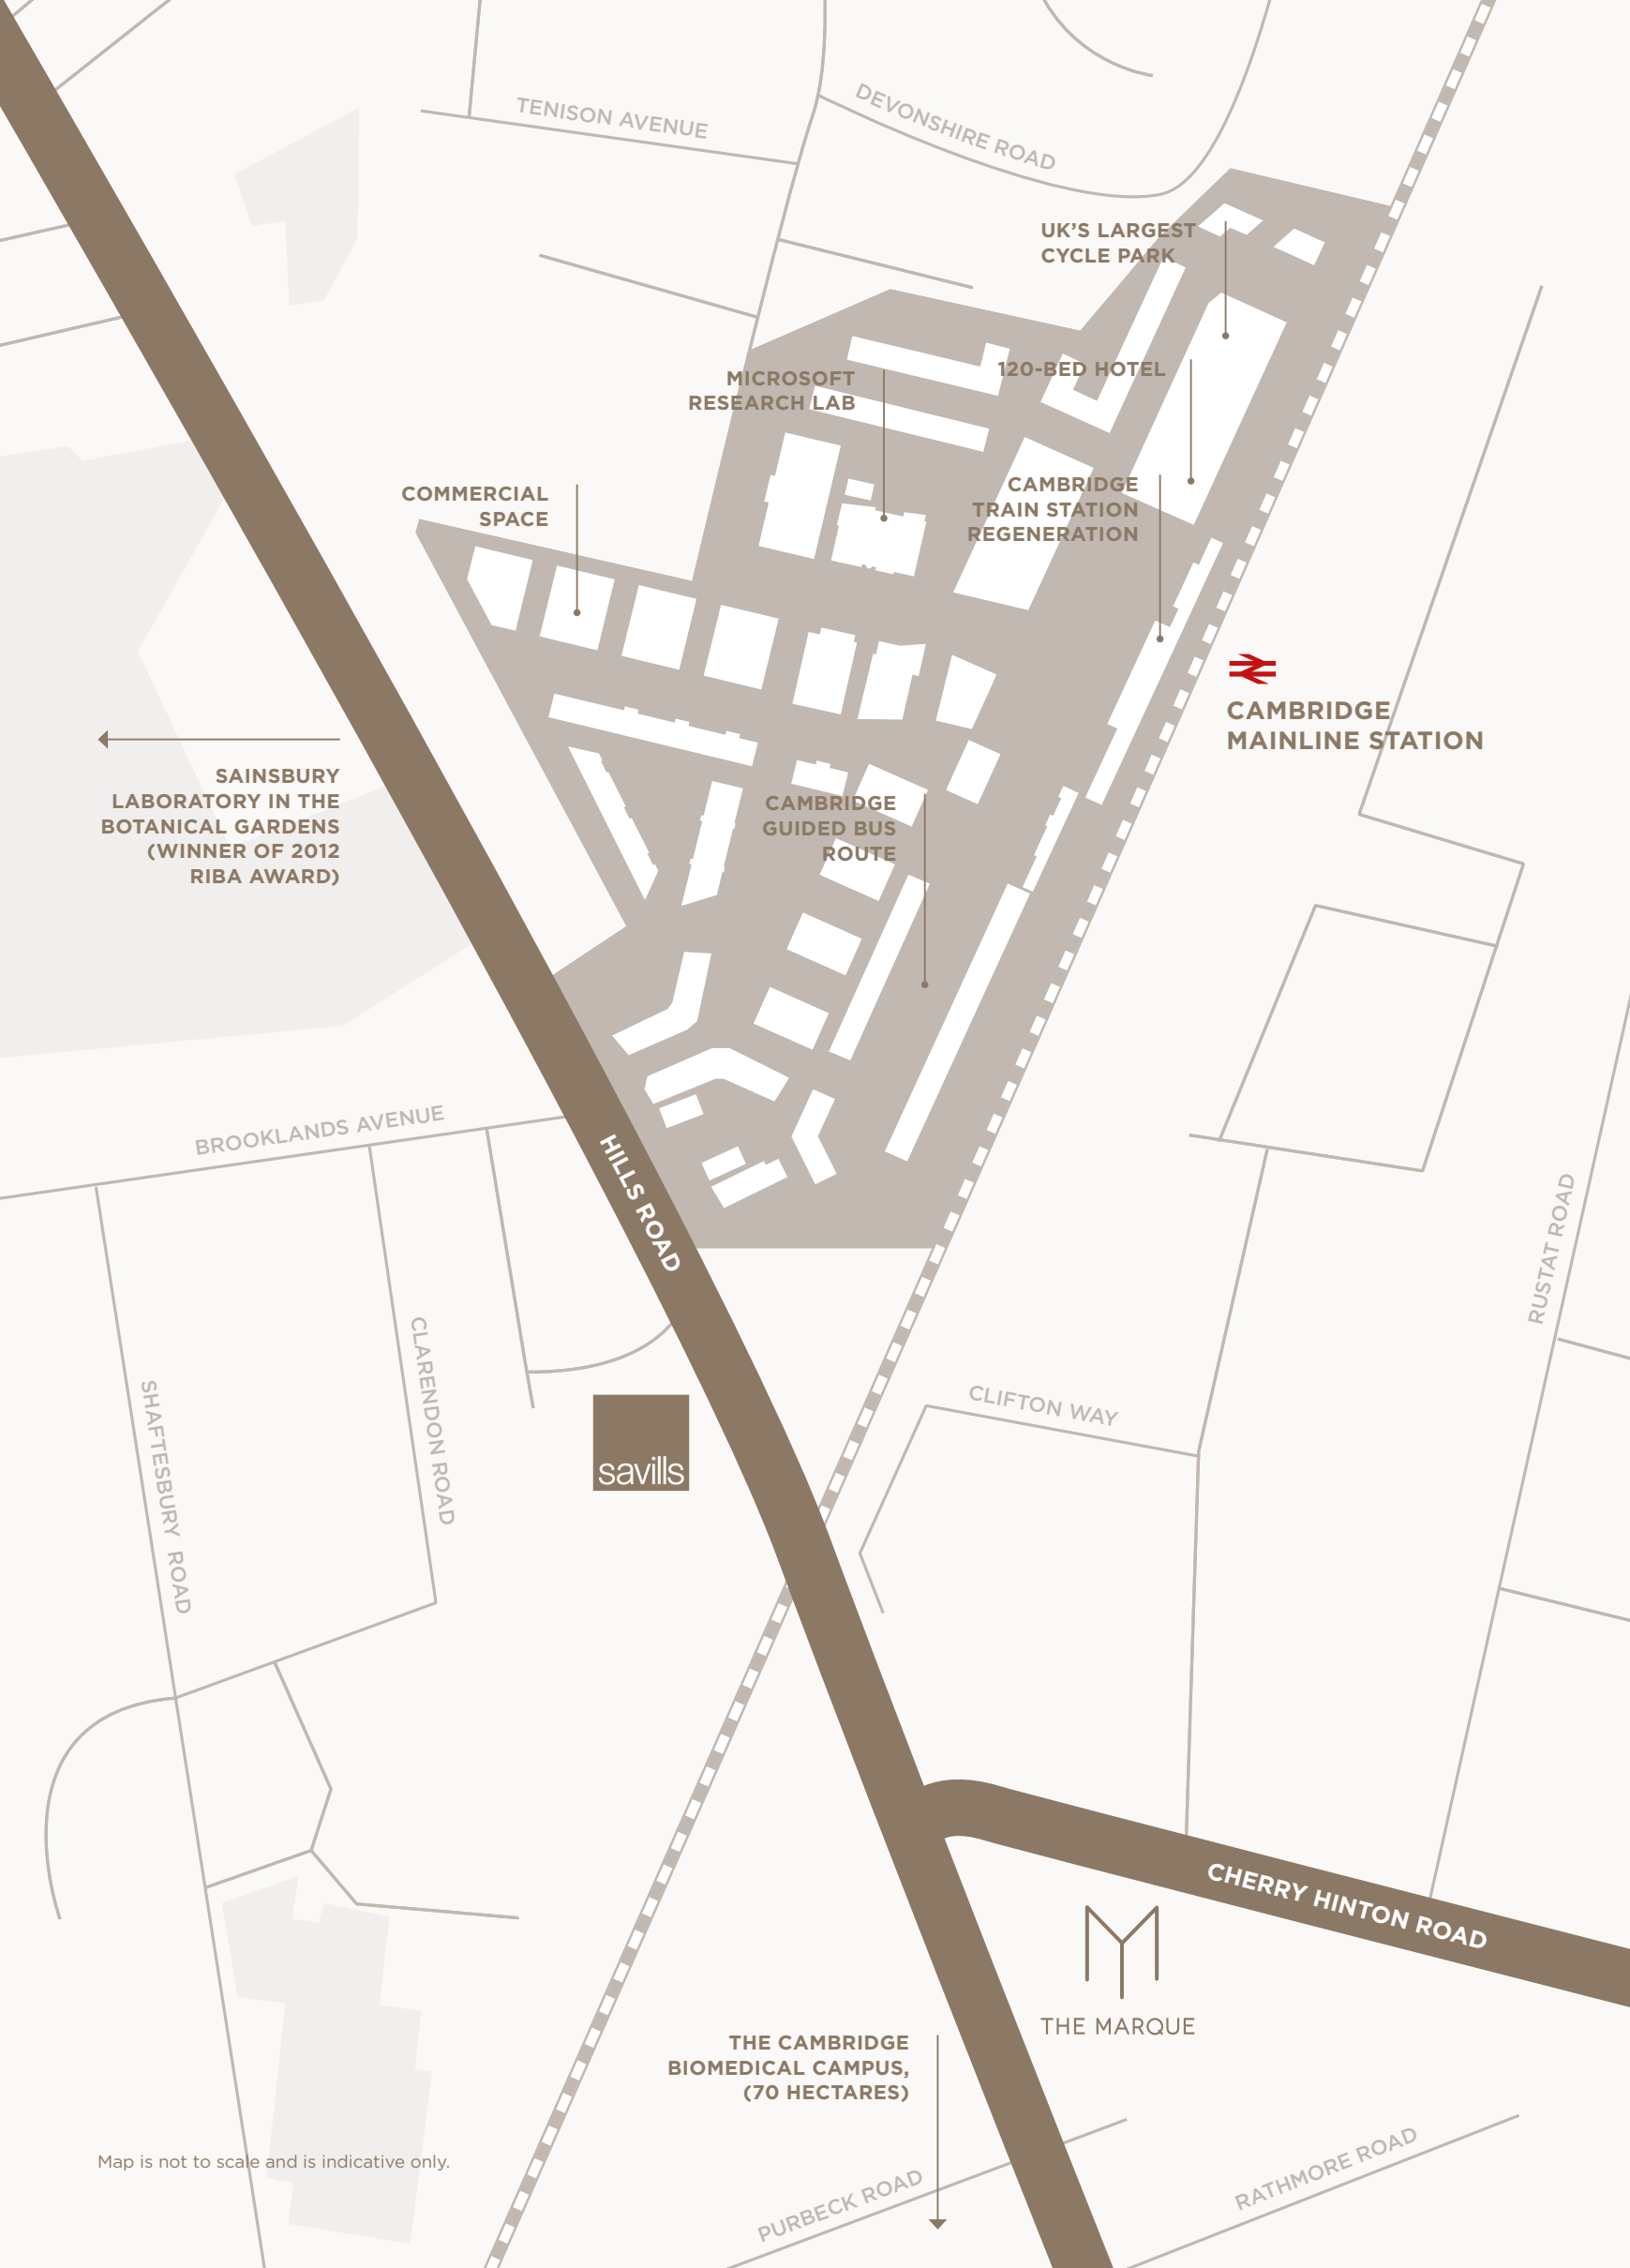 TENISON AVENUE
DEVONSHIRE ROAD
UK'S LARGEST
CYCLE PARK
120-BED HOTEL
MICROSOFT
RESEARCH LAB
CAMBRIDGE
TRAIN STATION
REGENERATION
COMMERCIAL
SPACE
CAMBRIDGE
MAINLINE STATION
SAINSBURY
LABORATORY IN THE
BOTANICAL GARDENS
(WINNER OF 2012
RIBA AWARD)
CAMBRIDGE
GUIDED BUS
ROUTE
BROOKLANDS AVENUE
HILLS ROAD
RUSTAT ROAD
CLARENDON ROAD
SHAFTESBURY ROAD
CLIFTON WAY
savills
CHERRY HINTON ROAD
THE MARQUE
THE CAMBRIDGE
BIOMEDICAL CAMPUS,
(70 HECTARES)
Map is not to scale and is indicative only.
PURBECK ROAD
RATHMORE ROAD